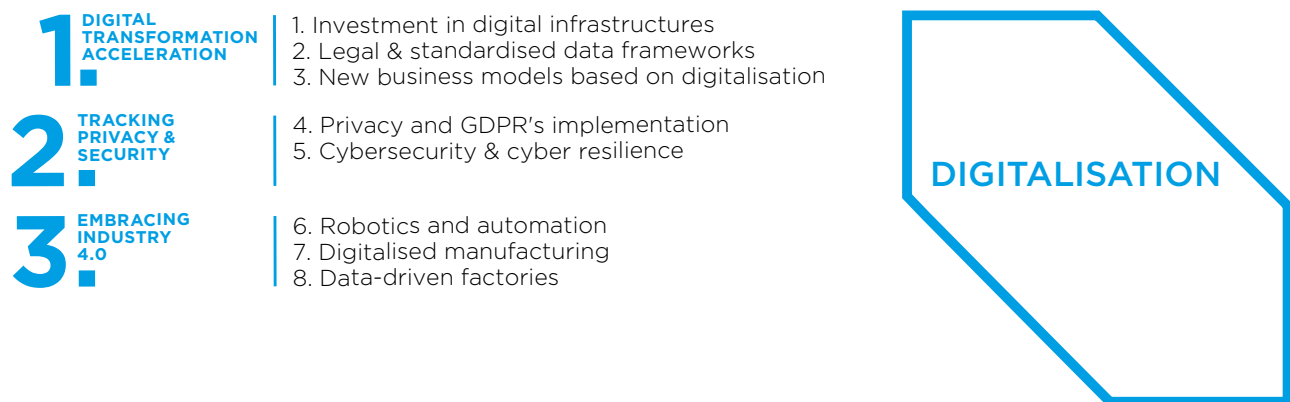 1.
DIGITAL
TRANSFORMATION
ACCELERATION
1. Investment in digital infrastructures
2. Legal & standardised data frameworks
3. New business models based on digitalisation
2.
TRACKING
PRIVACY &
SECURITY
4. Privacy and GDPR's implementation
5. Cybersecurity & cyber resilience
3.
EMBRACING
INDUSTRY
4.0
6. Robotics and automation
7. Digitalised manufacturing
8. Data-driven factories
DIGITALISATION